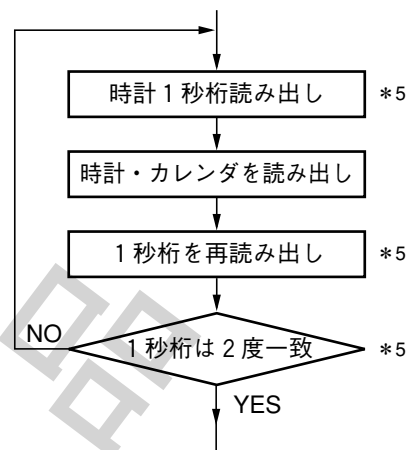 時計1秒桁読み出し *5
時計・カレンダを読み出し
1秒桁を再読み出し *5
1秒桁は2度一致 *5
NO
YES